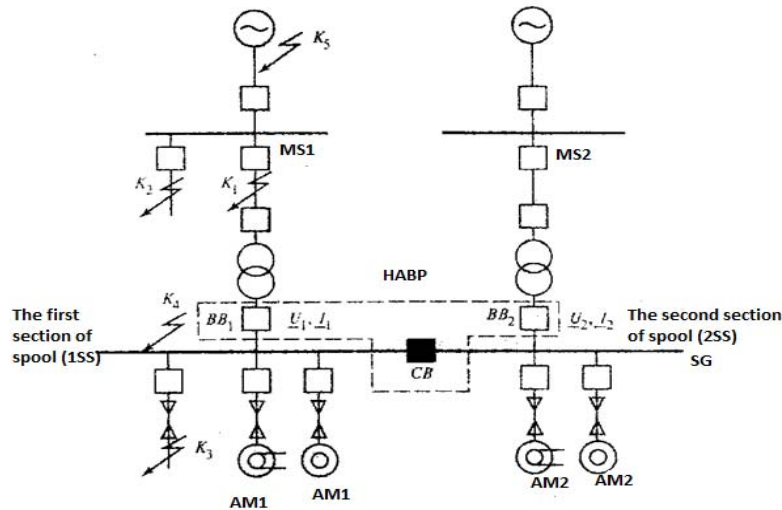 K5
MS1
MS2
K2
K1
HABP
The first
section of
spool (1SS)
K4
BB1
U1, I1
BB2
U2, I2
The second section
of spool (2SS)
SG
CB
K3
AM1
AM1
AM2
AM2